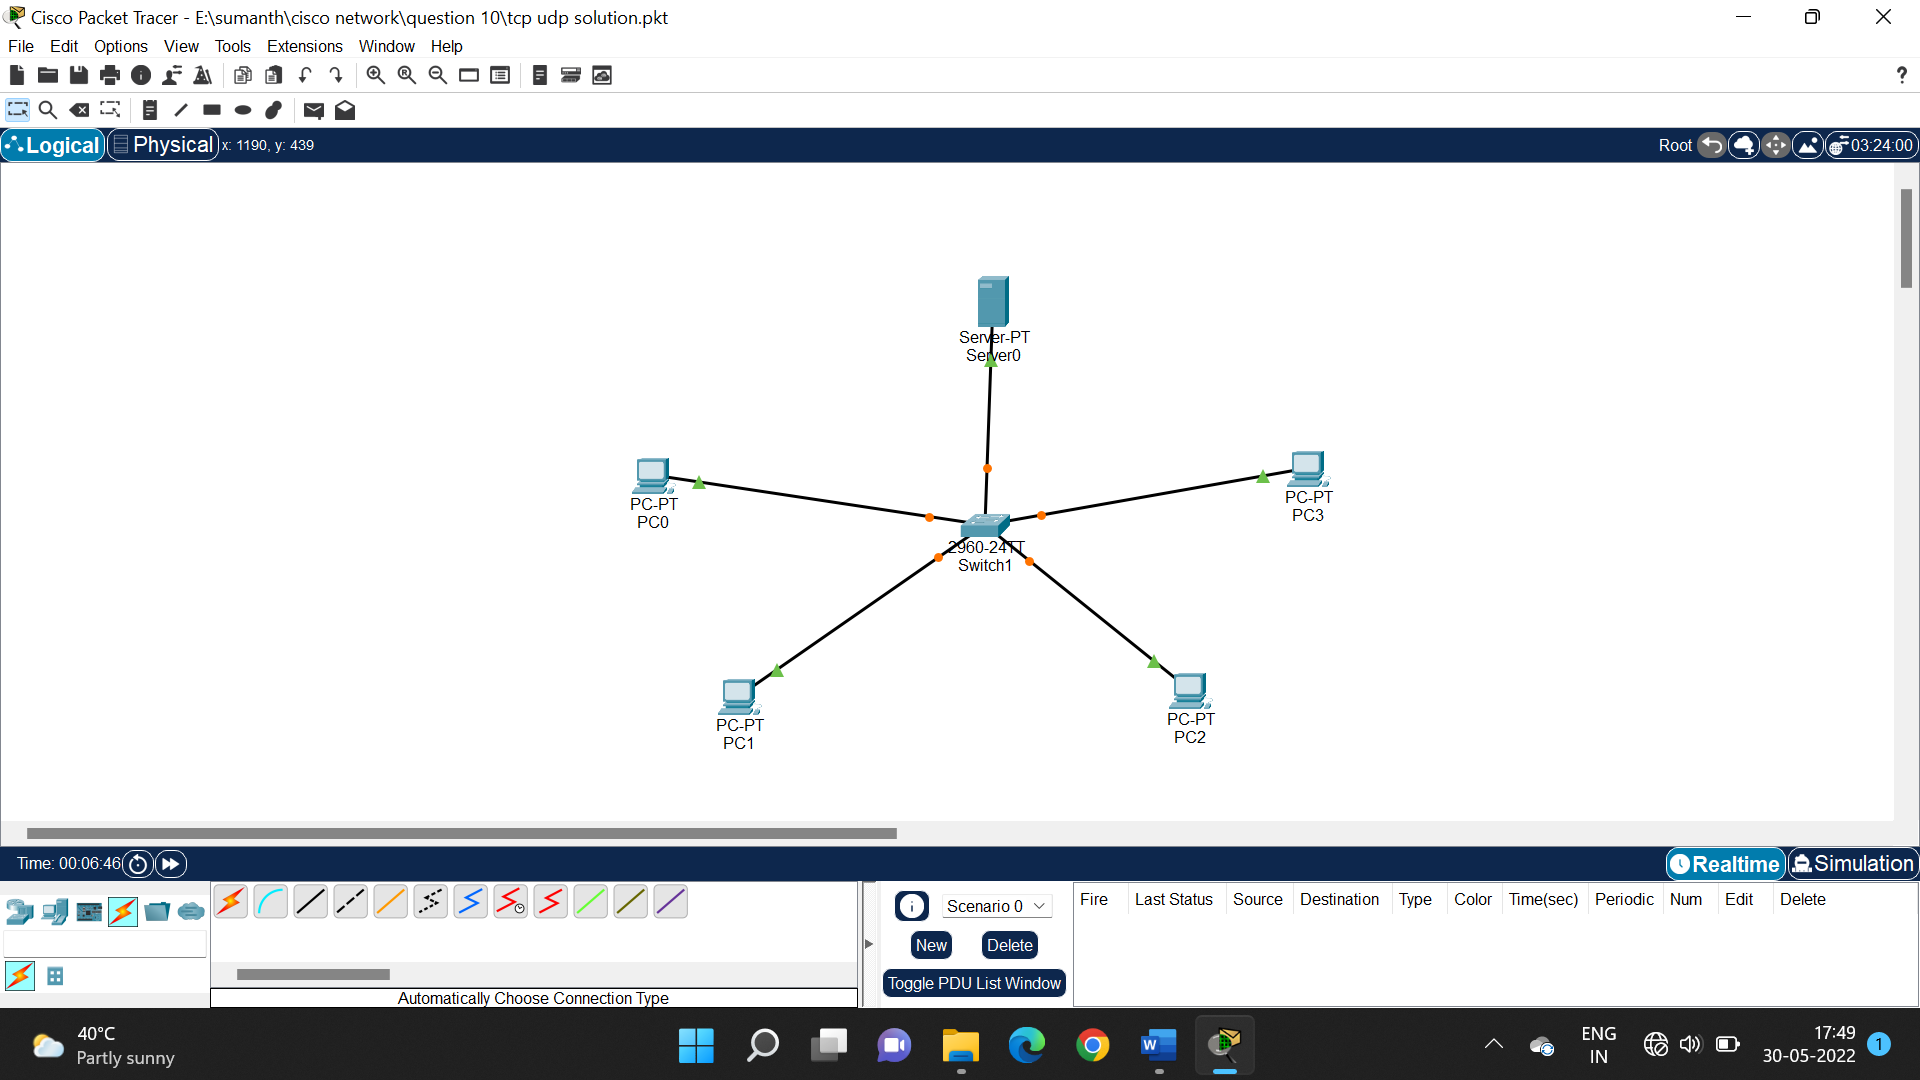 Cisco Packet Tracer - E:\sumanth\cisco network\question 10\tcp udp solution.pkt
File Edit Options View Tools Extensions Window Help
?
Logical Physical x: 1190, y: 439 Root 03:24:00
Server-PT
Server0
PC-PT
PC0
PC-PT
PC3
2960-24TT
Switch1
PC-PT
PC1
PC-PT
PC2
Time: 00:06:46 Realtime Simulation
Scenario 0
New Delete
Toggle PDU List Window
Fire Last Status Source Destination Type Color Time(sec) Periodic Num Edit Delete
Automatically Choose Connection Type
40°C
Partly sunny
ENG
IN
17:49
30-05-2022
1